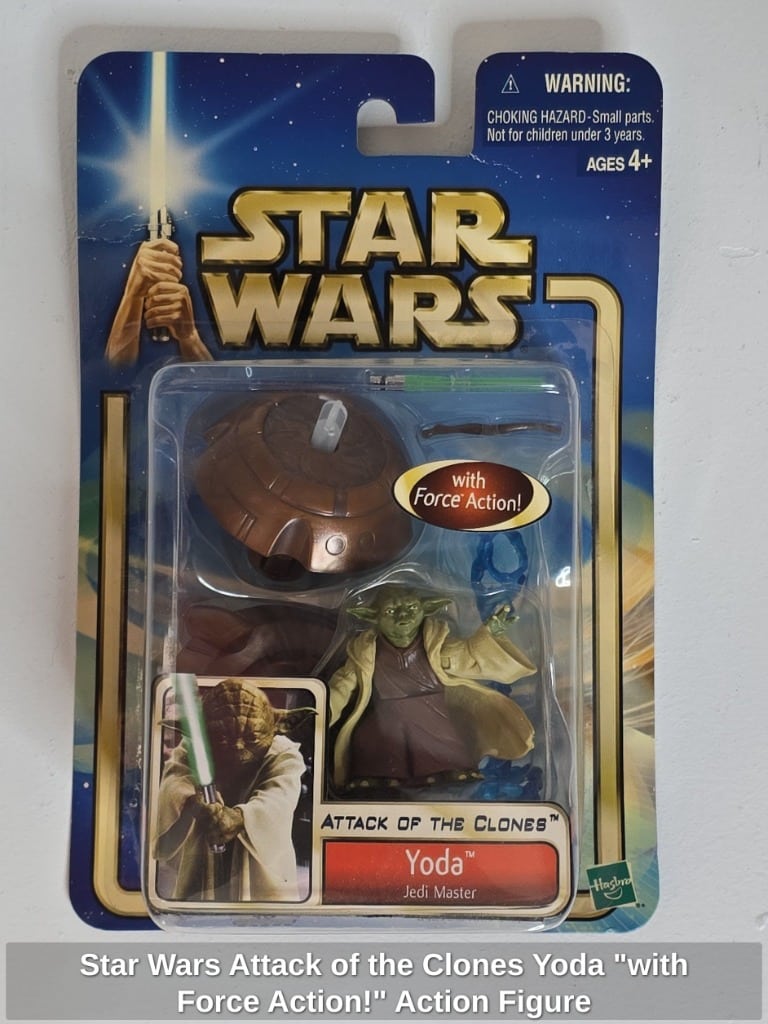 WARNING:
CHOKING HAZARD-Small parts.
Not for children under 3 years.
AGES 4+
STAR
WARS
with
Force™ Action!
ATTACK OF THE CLONES™
Yoda™
Jedi Master
Hasbro
Star Wars Attack of the Clones Yoda "with
Force Action!" Action Figure